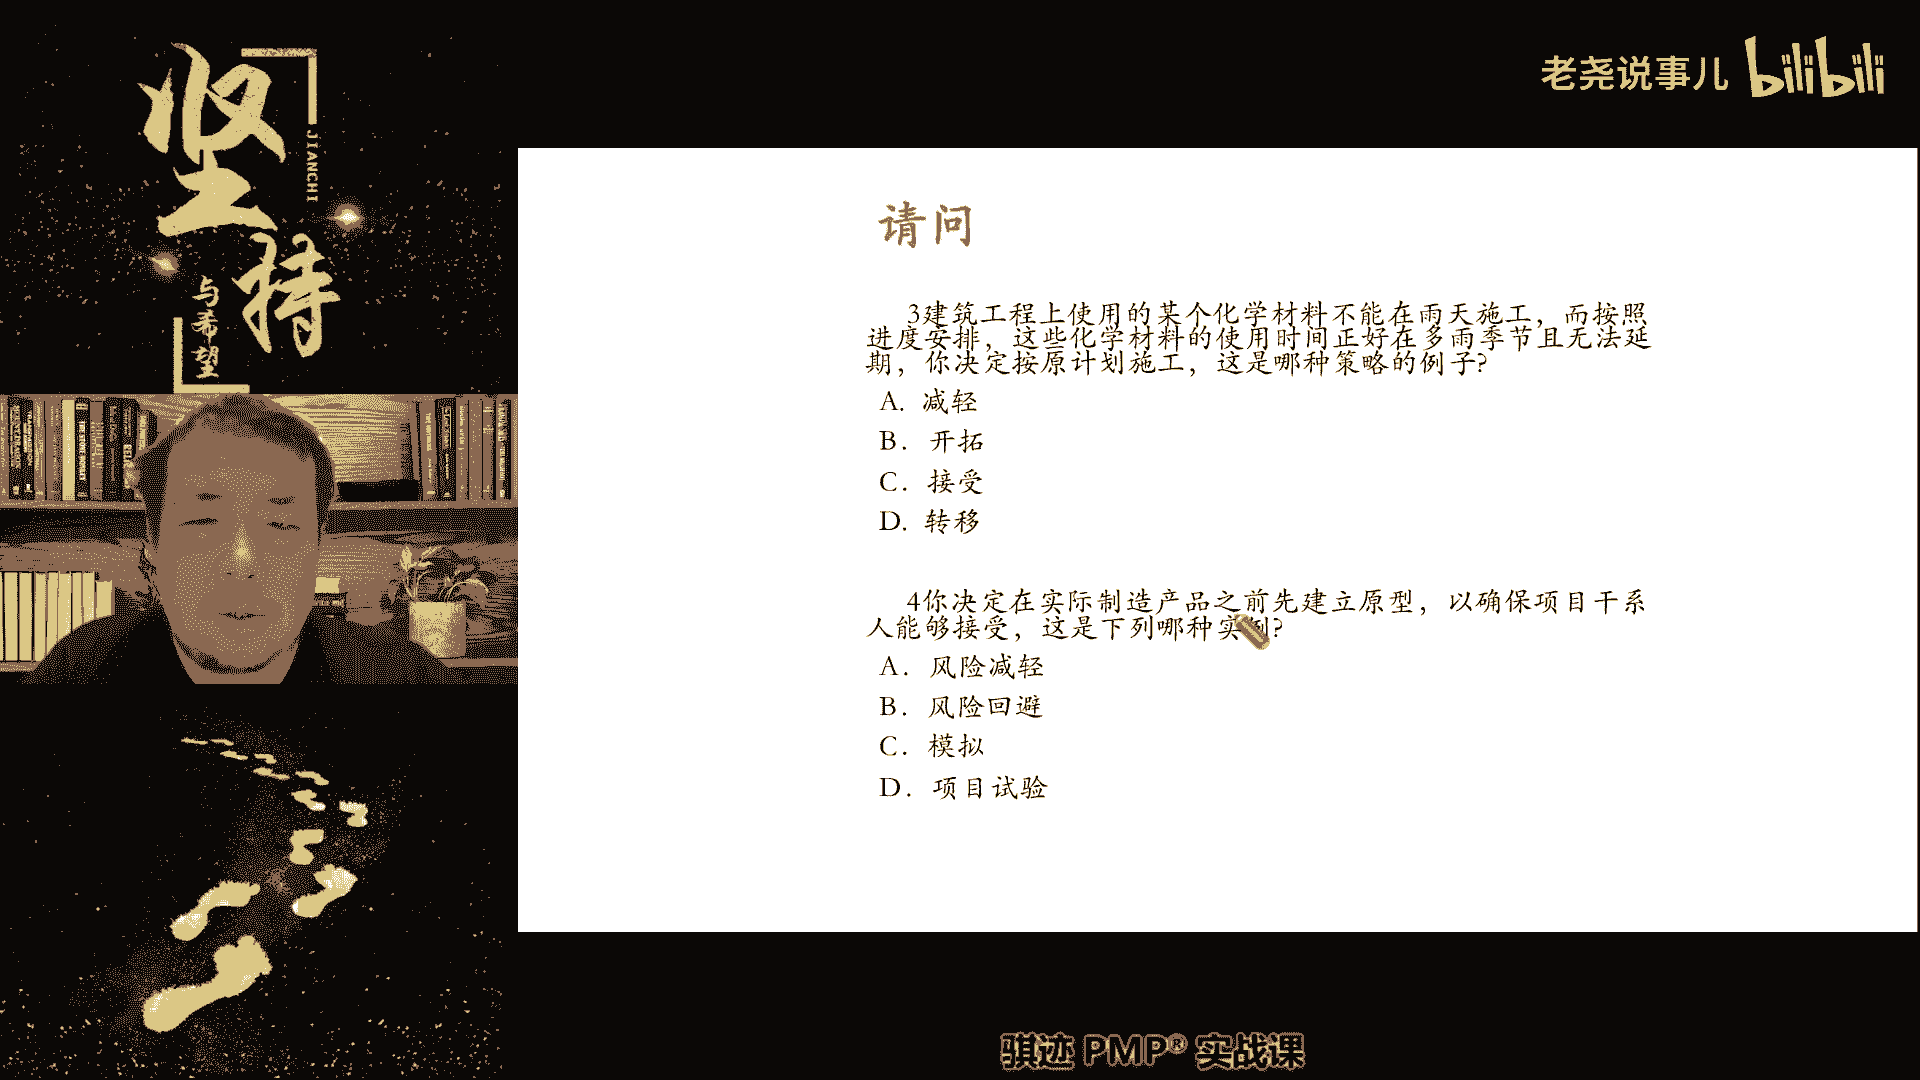 坚持
JIANCHI
与希望
老尧说事儿 bilibili
请问
3建筑工程上使用的某个化学材料不能在雨天施工，而按照
进度安排，这些化学材料的使用时间正好在多雨季节且无法延
期，你决定按原计划施工，这是哪种策略的例子?
A. 减轻
B. 开拓
C. 接受
D. 转移
4你决定在实际制造产品之前先建立原型，以确保项目干系
人能够接受，这是下列哪种实例?
A. 风险减轻
B. 风险回避
C. 模拟
D. 项目试验
骐迹 PMP® 实战课